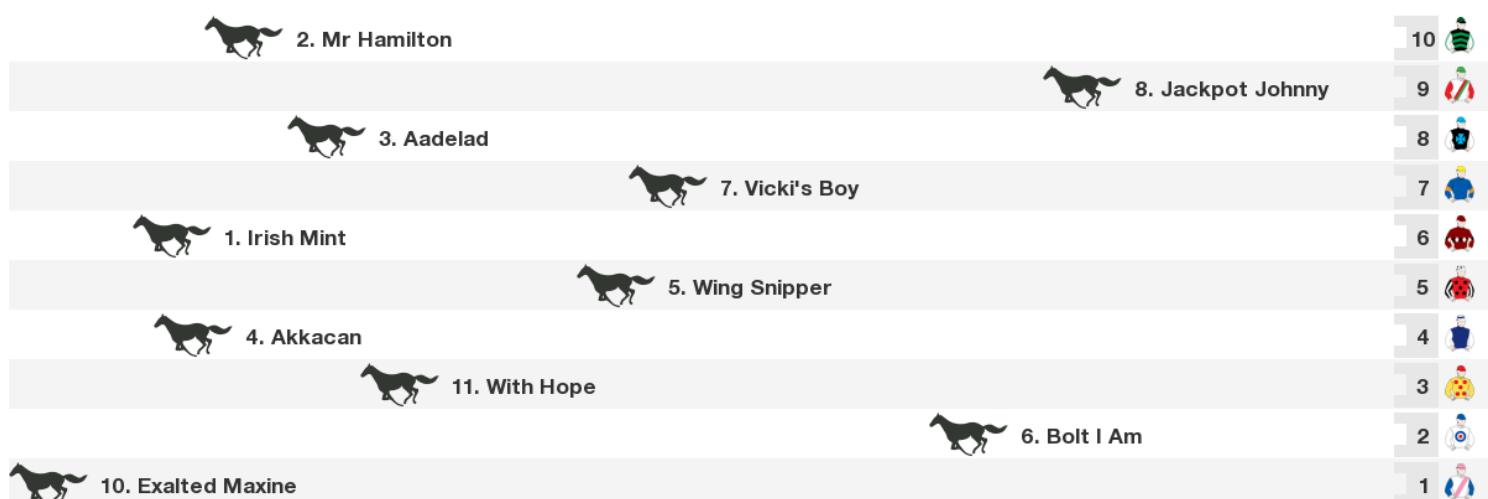 2. Mr Hamilton 10
8. Jackpot Johnny 9
3. Aadelad 8
7. Vicki's Boy 7
1. Irish Mint 6
5. Wing Snipper 5
4. Akkacan 4
11. With Hope 3
6. Bolt I Am 2
10. Exalted Maxine 1